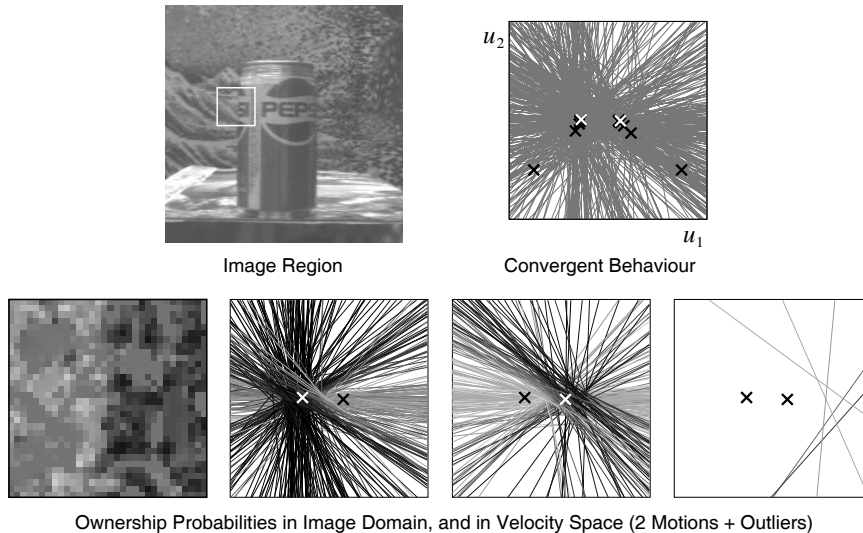 PEPS
u2
u1
Image Region
Convergent Behaviour
Ownership Probabilities in Image Domain, and in Velocity Space (2 Motions + Outliers)